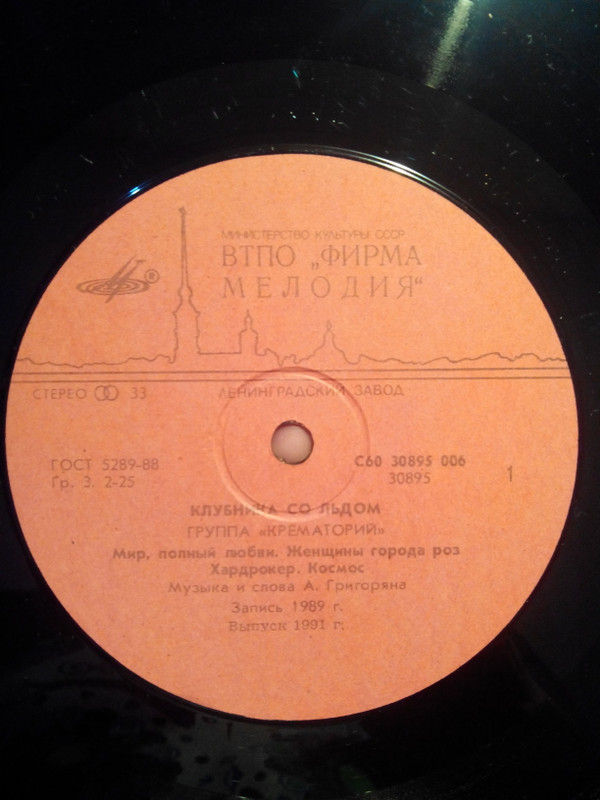 МИНИСТЕРСТВО КУЛЬТУРЫ СССР
ВТПО „ФИРМА
МЕЛОДИЯ“
®
СТЕРЕО 33
ЛЕНИНГРАДСКИЙ ЗАВОД
ГОСТ 5289-88
Гр. 3. 2-25
С60 30895 006
30895
1
КЛУБНИКА СО ЛЬДОМ
ГРУППА «КРЕМАТОРИЙ»
Мир, полный любви. Женщины города роз
Хардрокер. Космос
Музыка и слова А. Григоряна
Запись 1989 г.
Выпуск 1991 г.